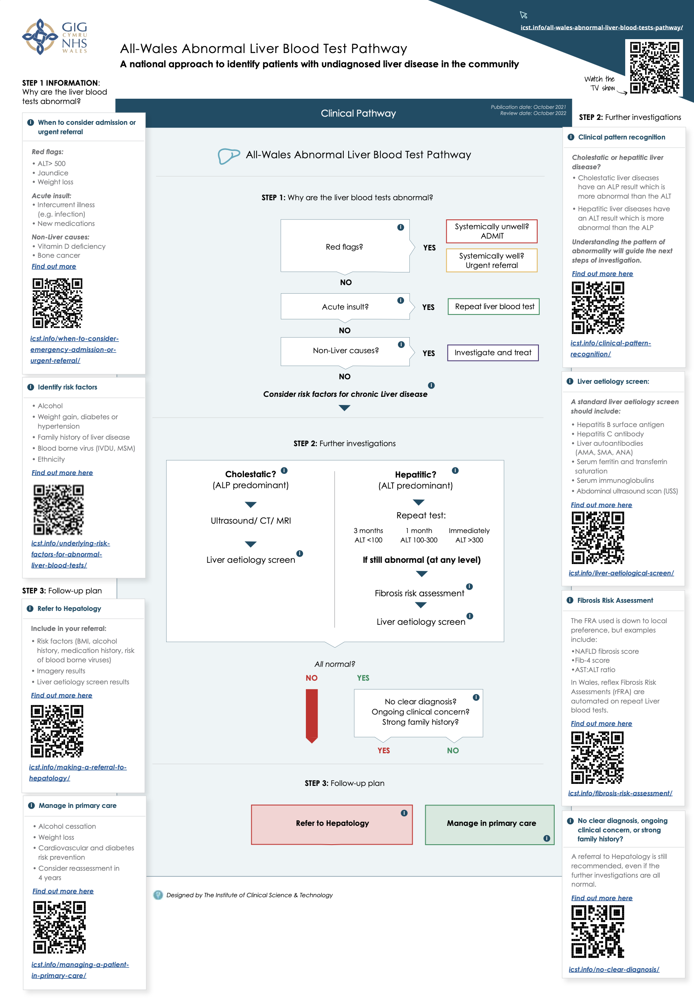 GIG
CYMRU
NHS
WALES
icst.info/all-wales-abnormal-liver-blood-tests-pathway/
All-Wales Abnormal Liver Blood Test Pathway
A national approach to identify patients with undiagnosed liver disease in the community
Watch the
TV show
STEP 1 INFORMATION:
Why are the liver blood
tests abnormal?
When to consider admission or
urgent referral
Red flags:
• ALT> 500
• Jaundice
• Weight loss
Acute insult:
• Intercurrent illness
(e.g. infection)
• New medications
Non-Liver causes:
• Vitamin D deficiency
• Bone cancer
Find out more
icst.info/when-to-consider-
emergency-admission-or-
urgent-referral/
Identify risk factors
• Alcohol
• Weight gain, diabetes or
hypertension
• Family history of liver disease
• Blood borne virus (IVDU, MSM)
• Ethnicity
Find out more here
icst.info/underlying-risk-
factors-for-abnormal-
liver-blood-tests/
STEP 3: Follow-up plan
Refer to Hepatology
Include in your referral:
• Risk factors (BMI, alcohol
history, medication history, risk
of blood borne viruses)
• Imagery results
• Liver aetiology screen results
Find out more here
icst.info/making-a-referral-to-
hepatology/
Manage in primary care
• Alcohol cessation
• Weight loss
• Cardiovascular and diabetes
risk prevention
• Consider reassessment in
4 years
Find out more here
icst.info/managing-a-patient-
in-primary-care/
Clinical Pathway
Publication date: October 2021
Review date: October 2022
All-Wales Abnormal Liver Blood Test Pathway
STEP 1: Why are the liver blood tests abnormal?
Red flags?
YES
Systemically unwell?
ADMIT
Systemically well?
Urgent referral
NO
Acute insult?
YES
Repeat liver blood test
NO
Non-Liver causes?
YES
Investigate and treat
NO
Consider risk factors for chronic Liver disease
STEP 2: Further investigations
Cholestatic?
(ALP predominant)
Ultrasound/ CT/ MRI
Liver aetiology screen
Hepatitic?
(ALT predominant)
Repeat test:
3 months 1 month Immediately
ALT <100 ALT 100-300 ALT >300
If still abnormal (at any level)
Fibrosis risk assessment
Liver aetiology screen
All normal?
NO YES
No clear diagnosis?
Ongoing clinical concern?
Strong family history?
YES NO
STEP 3: Follow-up plan
Refer to Hepatology
Manage in primary care
Designed by The Institute of Clinical Science & Technology
STEP 2: Further investigations
Clinical pattern recognition
Cholestatic or hepatitic liver
disease?
• Cholestatic liver diseases
have an ALP result which is
more abnormal than the ALT
• Hepatitic liver diseases have
an ALT result which is more
abnormal than the ALP
Understanding the pattern of
abnormality will guide the next
steps of investigation.
Find out more here
icst.info/clinical-pattern-
recognition/
Liver aetiology screen:
A standard liver aetiology screen
should include:
• Hepatitis B surface antigen
• Hepatitis C antibody
• Liver autoantibodies
(AMA, SMA, ANA)
• Serum ferritin and transferrin
saturation
• Serum immunoglobulins
• Abdominal ultrasound scan (USS)
Find out more here
icst.info/liver-aetiological-screen/
Fibrosis Risk Assessment
The FRA used is down to local
preference, but examples
include:
•NAFLD fibrosis score
•Fib-4 score
•AST:ALT ratio
In Wales, reflex Fibrosis Risk
Assessments (rFRA) are
automated on repeat Liver
blood tests.
Find out more here
icst.info/fibrosis-risk-assessment/
No clear diagnosis, ongoing
clinical concern, or strong
family history?
A referral to Hepatology is still
recommended, even if the
further investigations are all
normal.
Find out more here
icst.info/no-clear-diagnosis/